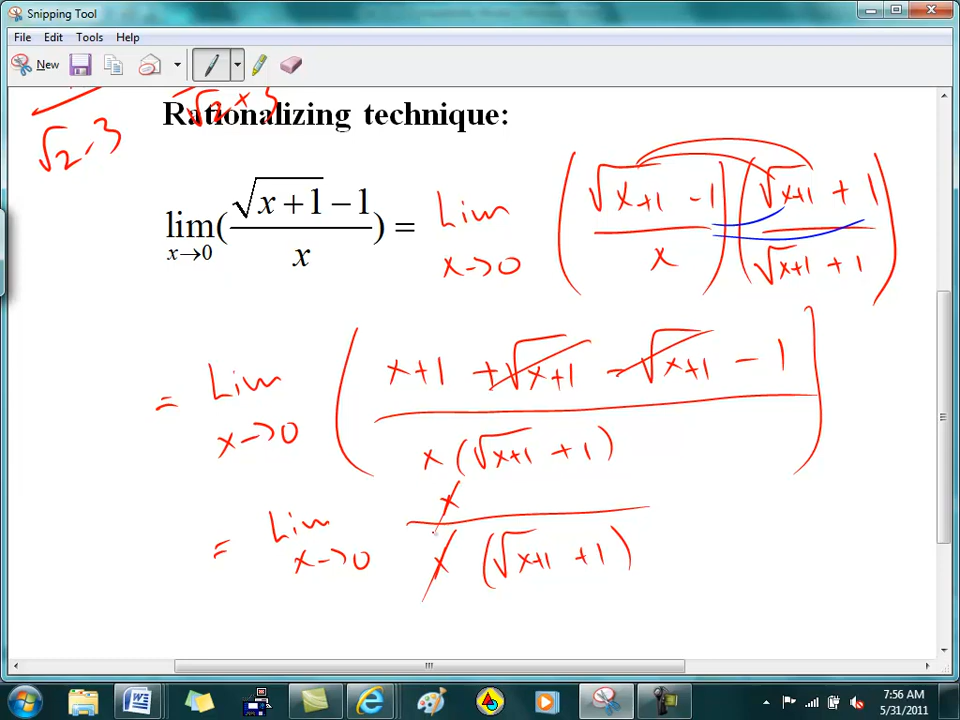 Snipping Tool
File Edit Tools Help
New
√2 - 3
√2 + 3
Rationalizing technique:
lim x→0 ( (√x+1 − 1) / x ) = Lim x→0 ( (√x+1 - 1) / x ) ( (√x+1 + 1) / (√x+1 + 1) )
= Lim x→0 ( (x+1 + √x+1 - √x+1 - 1) / (x (√x+1 + 1)) )
= Lim x→0 x / (x (√x+1 + 1))
7:56 AM
5/31/2011